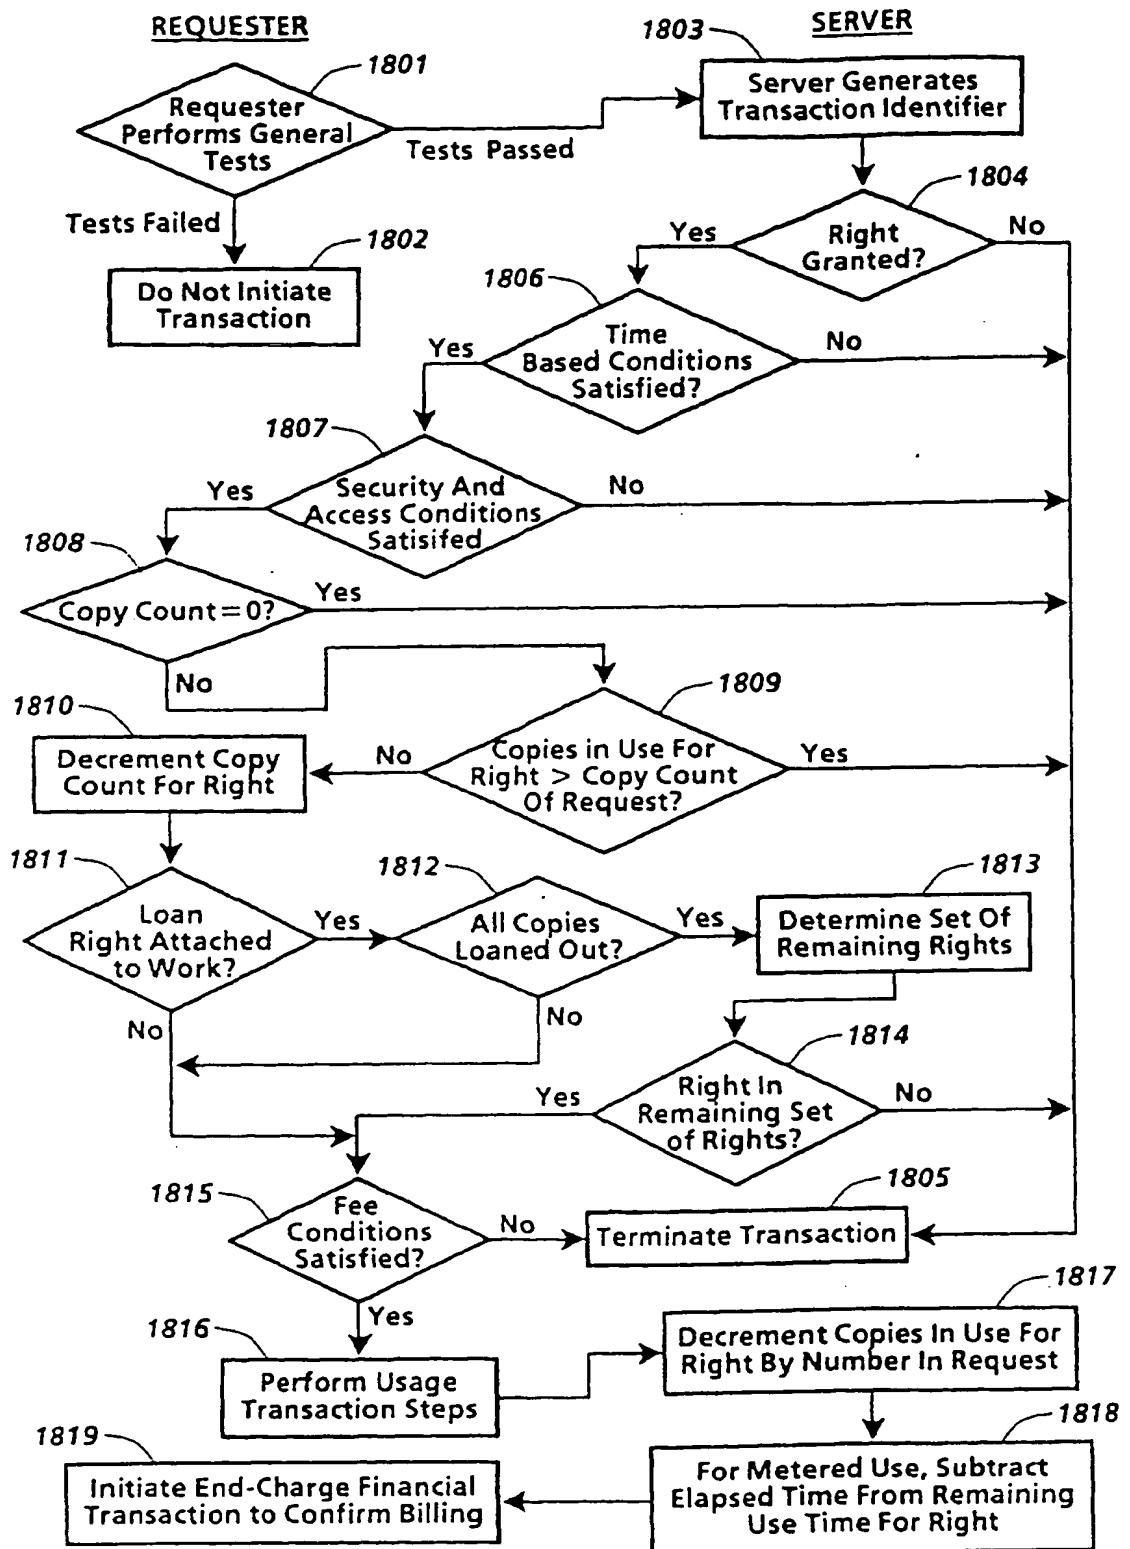 REQUESTER
SERVER
1801
1803
Requester
Performs General
Tests
Server Generates
Transaction Identifier
Tests Passed
Tests Failed
1802
Do Not Initiate
Transaction
1804
Right
Granted?
Yes
No
1806
Time
Based Conditions
Satisfied?
Yes
No
1807
Security And
Access Conditions
Satisifed
Yes
No
1808
Copy Count = 0?
Yes
No
1809
Copies in Use For
Right > Copy Count
Of Request?
No
Yes
1810
Decrement Copy
Count For Right
1811
Loan
Right Attached
to Work?
Yes
No
1812
All Copies
Loaned Out?
Yes
No
1813
Determine Set Of
Remaining Rights
1814
Right In
Remaining Set
of Rights?
Yes
No
1815
Fee
Conditions
Satisfied?
No
Yes
1805
Terminate Transaction
1816
Perform Usage
Transaction Steps
1817
Decrement Copies In Use For
Right By Number In Request
1818
For Metered Use, Subtract
Elapsed Time From Remaining
Use Time For Right
1819
Initiate End-Charge Financial
Transaction to Confirm Billing